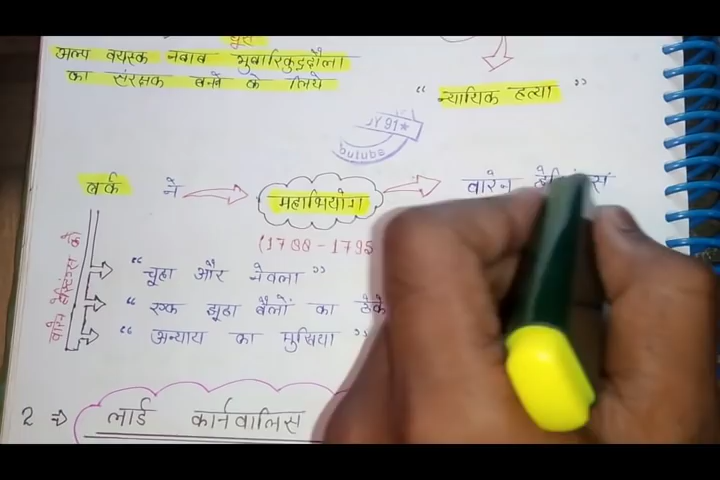 घूस
अल्प वयस्क नवाब मुबारिकुद्दौला
का संरक्षक बनने के लिये
“ न्यायिक हत्या ”
बर्क ने महाभियोग वारेन
(1788 - 1795
“ चूहा और नेवला ”
“ एक झूठा बैलों का ठेके
“ अन्याय का मुखिया ”
वारेन हेस्टिंग्स को
2 ⇒ लार्ड कार्नवालिस